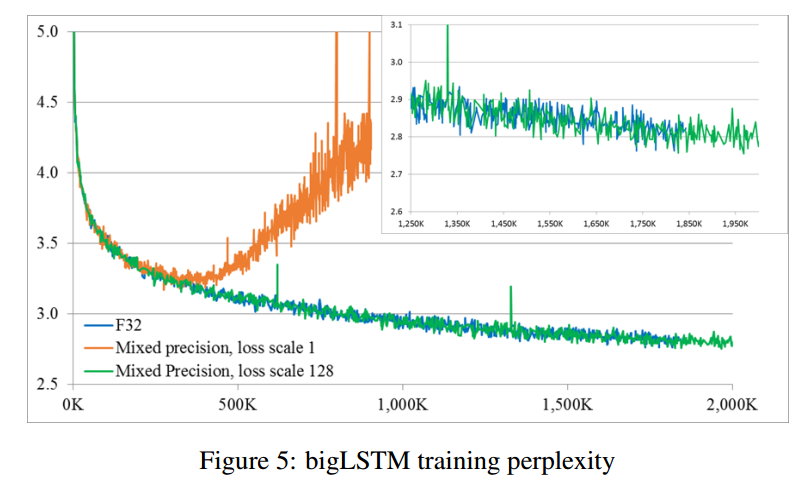 5.0
4.5
4.0
3.5
3.0
2.5
0K 500K 1,000K 1,500K 2,000K
F32
Mixed precision, loss scale 1
Mixed Precision, loss scale 128
3.1
3.0
2.9
2.8
2.7
2.6
1,250K 1,350K 1,450K 1,550K 1,650K 1,750K 1,850K 1,950K
Figure 5: bigLSTM training perplexity